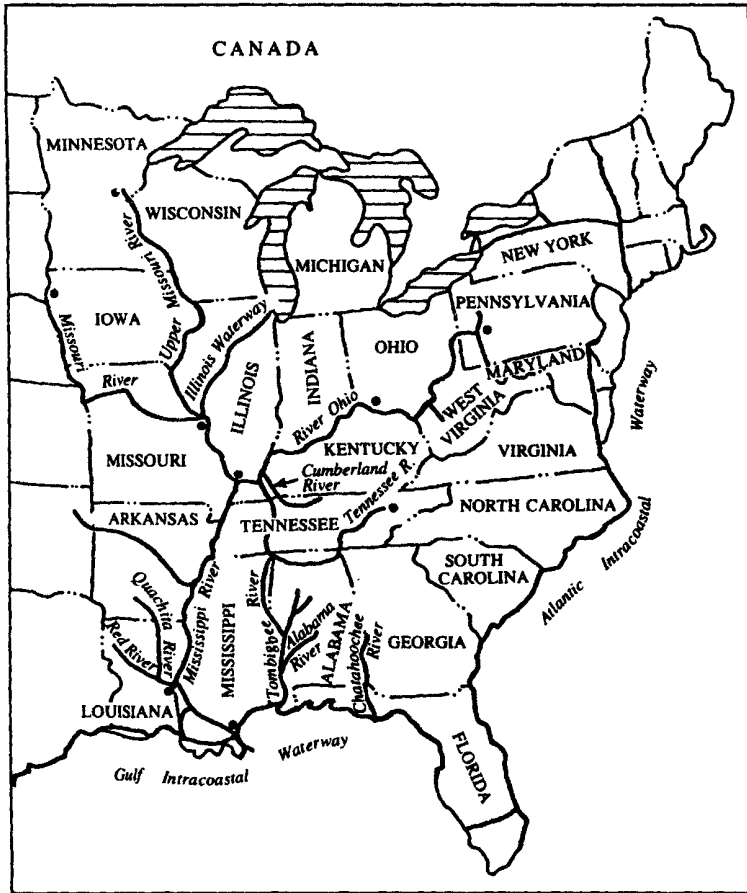 CANADA
MINNESOTA
WISCONSIN
MICHIGAN
NEW YORK
Upper Missouri River
Missouri
River
IOWA
Illinois Waterway
ILLINOIS
INDIANA
OHIO
PENNSYLVANIA
MARYLAND
WEST
VIRGINIA
VIRGINIA
River Ohio
KENTUCKY
Cumberland
River
MISSOURI
ARKANSAS
TENNESSEE
Tennessee R.
NORTH CAROLINA
SOUTH
CAROLINA
Atlantic Intracoastal
Waterway
Quachita
River
Red River
Mississippi River
MISSISSIPPI
Tombigbee
River
Alabama
River
ALABAMA
Chatahoochee
River
GEORGIA
LOUISIANA
FLORIDA
Gulf Intracoastal
Waterway